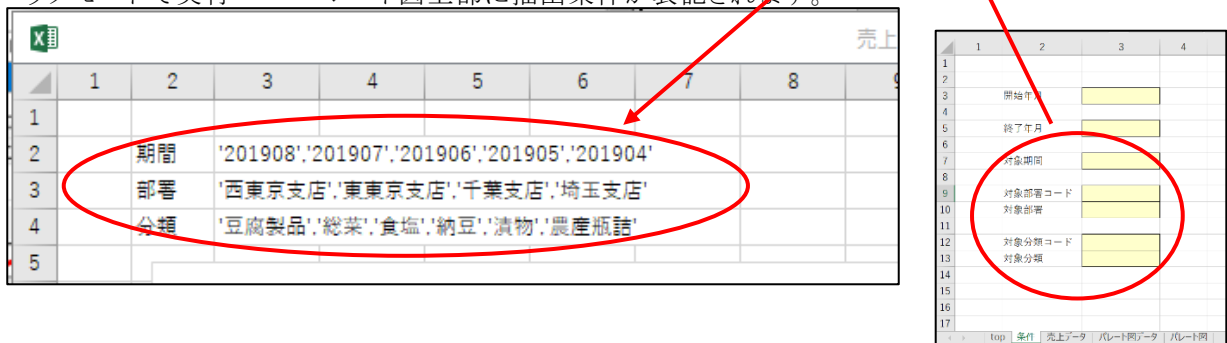 売上
1 2 3 4 5 6 7 8
1
2 期間 '201908','201907','201906','201905','201904'
3 部署 '西東京支店','東東京支店','千葉支店','埼玉支店'
4 分類 '豆腐製品','総菜','食塩','納豆','漬物','農産瓶詰'
5
1 2 3 4
1
2
3 開始年月
4
5 終了年月
6
7 対象期間
8
9 対象部署コード
10 対象部署
11
12 対象分類コード
13 対象分類
14
15
16
17
top 条件 売上データ パレート図データ パレート図